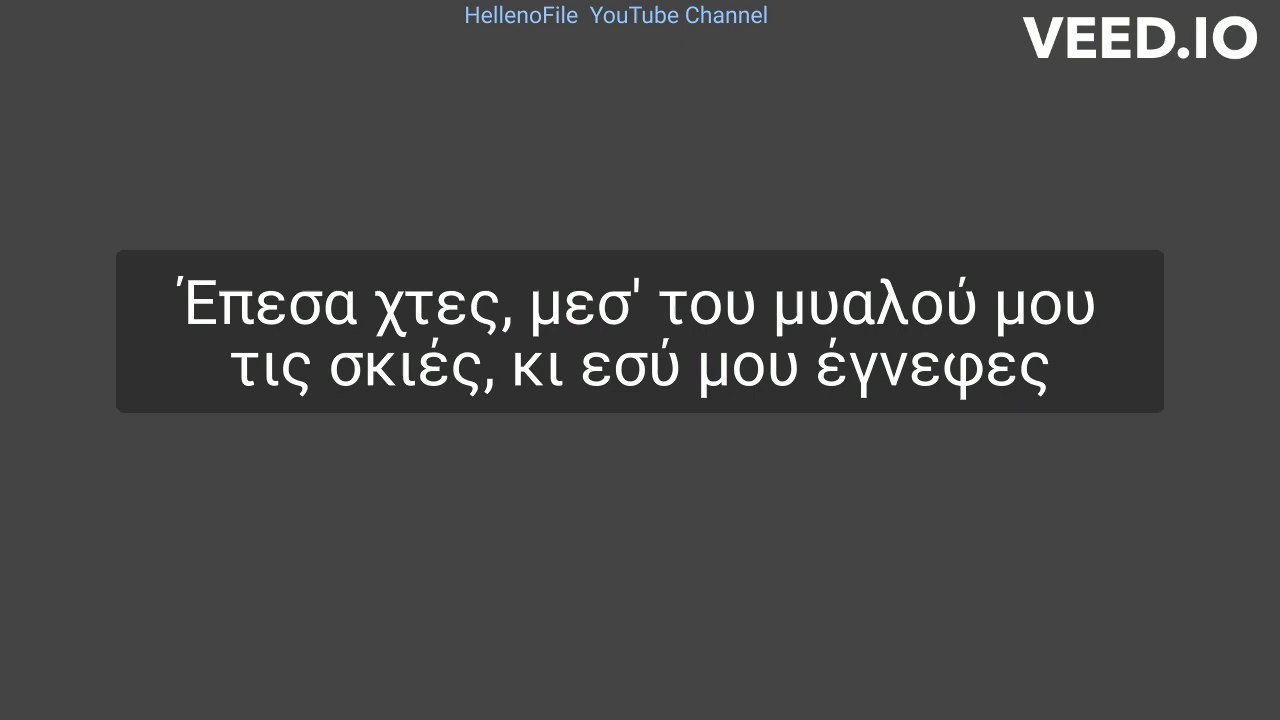 HellenoFile  YouTube Channel
VEED.IO
Έπεσα χτες, μεσ' του μυαλού μου
τις σκιές, κι εσύ μου έγνεφες